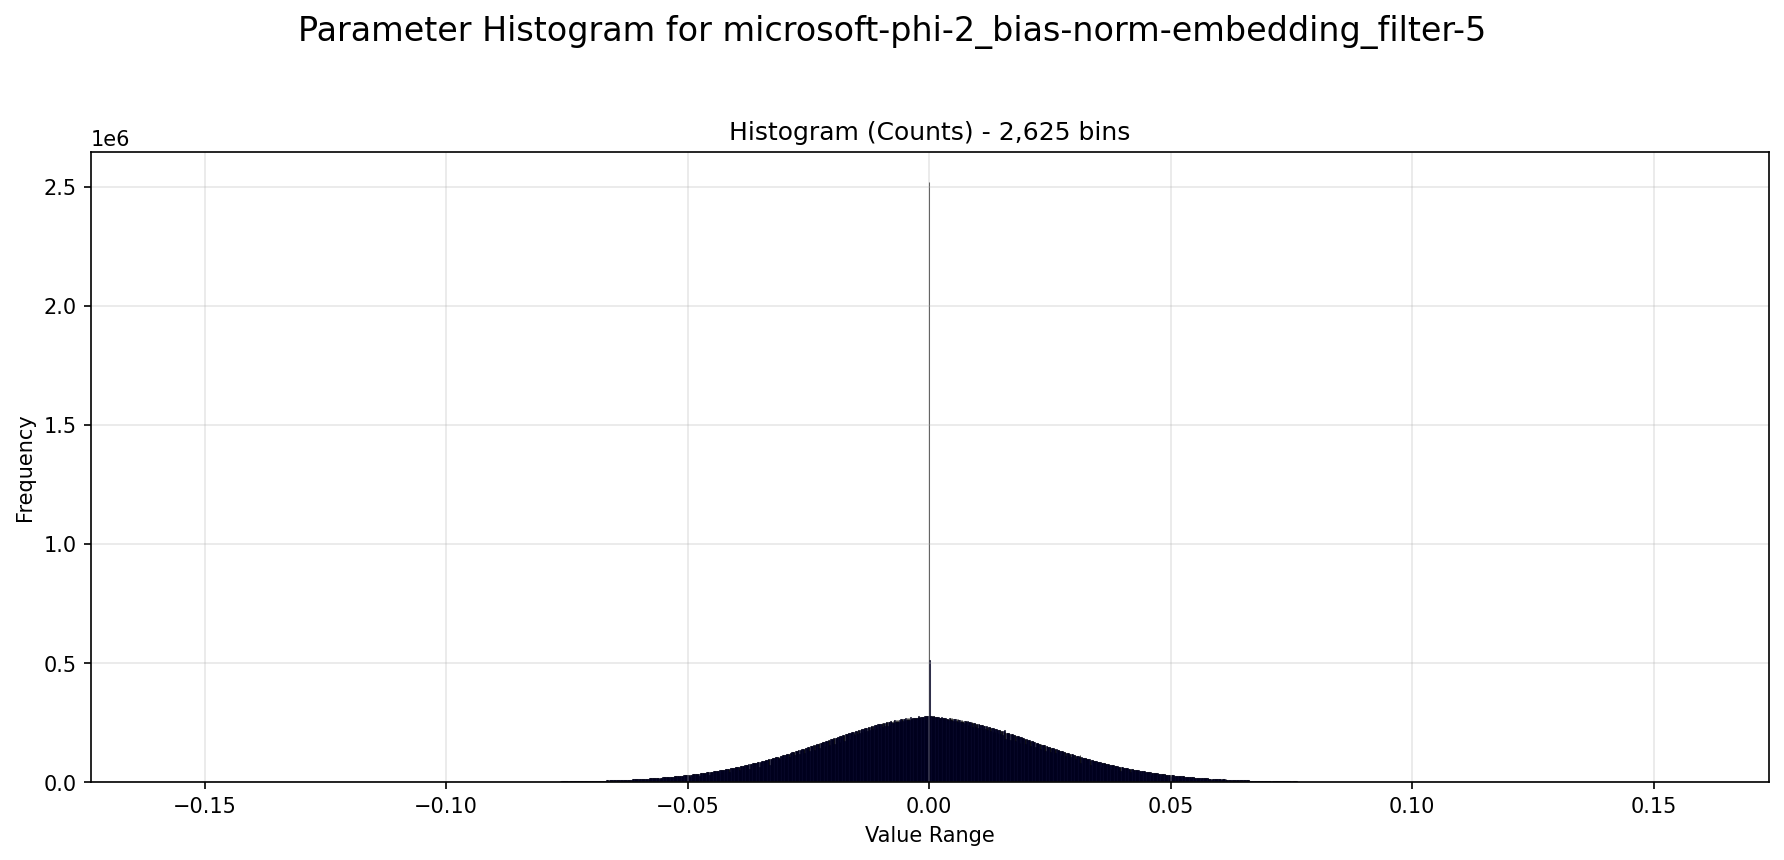 Parameter Histogram for microsoft-phi-2_bias-norm-embedding_filter-5
Histogram (Counts) - 2,625 bins
1e6
2.5
2.0
1.5
1.0
0.5
0.0
Frequency
−0.15 −0.10 −0.05 0.00 0.05 0.10 0.15
Value Range